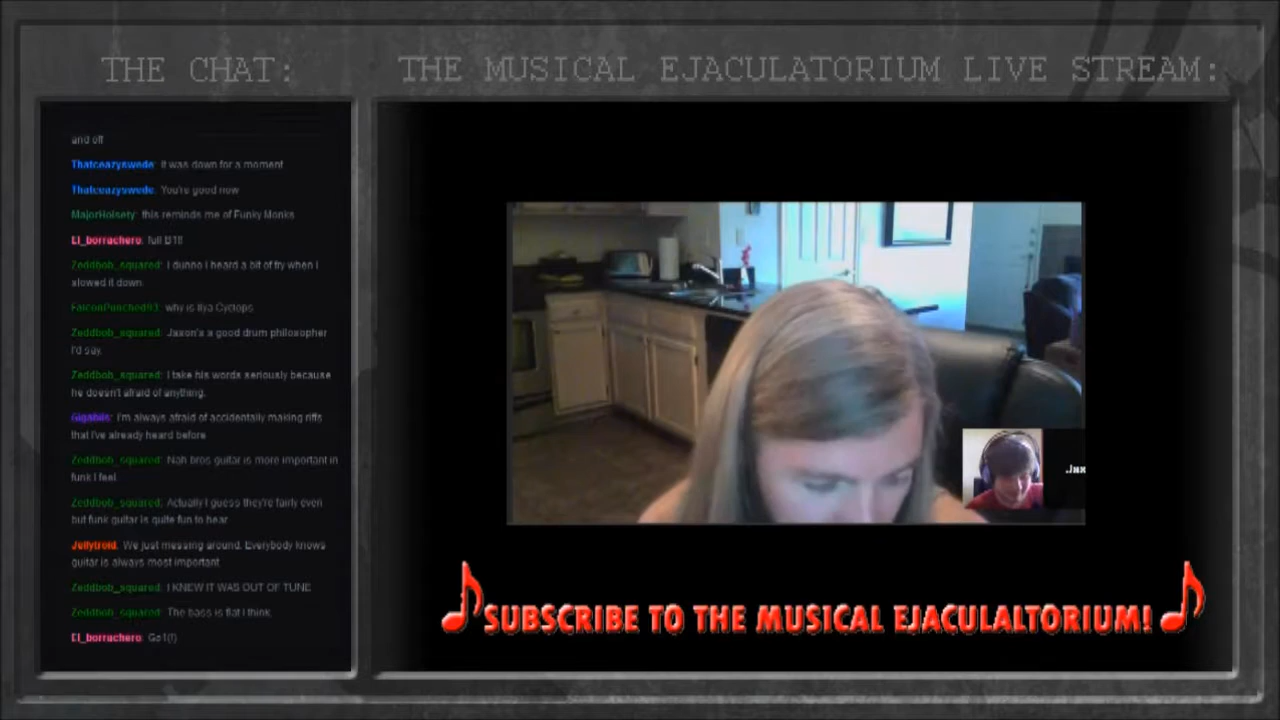 THE CHAT:
THE MUSICAL EJACULATORIUM LIVE STREAM:
and off
Thatceazyswede: It was down for a moment
Thatceazyswede: You're good now
MajorHolsety: this reminds me of Funky Monks
El_borrachero: full
Zeddbob_squared: I dunno I heard a bit of fry when I
slowed it down.
FalconPunched93: why is Ilya Cyclops
Zeddbob_squared: Jaxon's a good drum philosopher
I'd say.
Zeddbob_squared: I take his words seriously because
he doesn't afraid of anything.
I'm always afraid of accidentally making riffs
that I've already heard before
Zeddbob_squared: Nah bros guitar is more important in
funk I feel.
Zeddbob_squared: Actually I guess they're fairly even
but funk guitar is quite fun to hear
Jellytroid: We just messing around. Everybody knows
guitar is always most important
Zeddbob_squared: I KNEW IT WAS OUT OF TUNE
Zeddbob_squared: The bass is flat I think.
El_borrachero:
Jax
SUBSCRIBE TO THE MUSICAL EJACULALTORIUM!